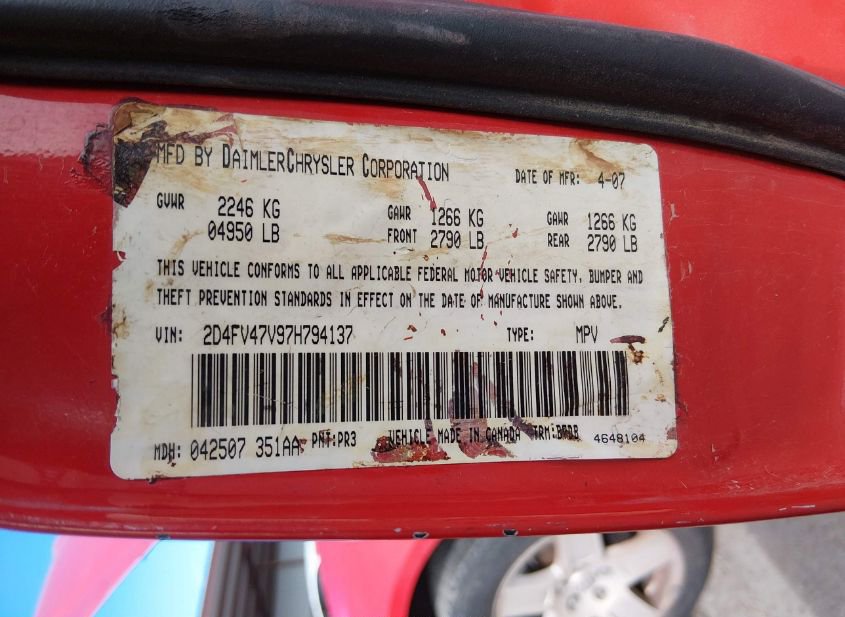 MFD BY DAIMLERCHRYSLER CORPORATION DATE OF MFR: 4-07
GVWR 2246 KG GAWR 1266 KG GAWR 1266 KG
04950 LB FRONT 2790 LB REAR 2790 LB
THIS VEHICLE CONFORMS TO ALL APPLICABLE FEDERAL MOTOR VEHICLE SAFETY, BUMPER AND
THEFT PREVENTION STANDARDS IN EFFECT ON THE DATE OF MANUFACTURE SHOWN ABOVE.
VIN: 2D4FV47V97H794137 TYPE: MPV
MDH: 042507 351AA PNT:PR3 VEHICLE MADE IN CANADA TRM: 4648104